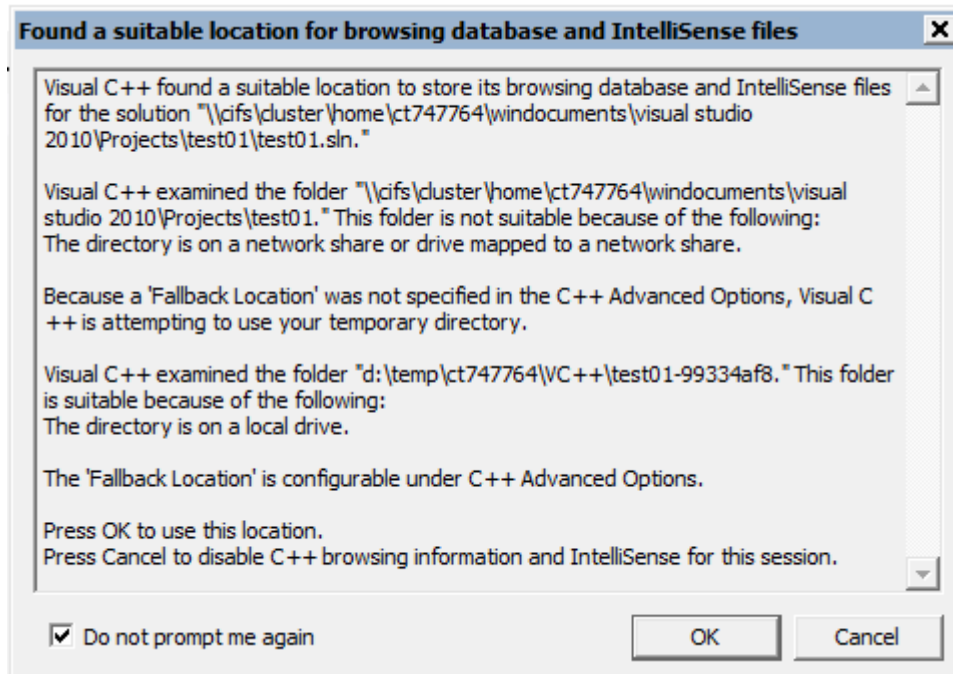 Found a suitable location for browsing database and IntelliSense files
Visual C++ found a suitable location to store its browsing database and IntelliSense files
for the solution "\\cifs\cluster\home\ct747764\windocuments\visual studio
2010\Projects\test01\test01.sln."
Visual C++ examined the folder "\\cifs\cluster\home\ct747764\windocuments\visual
studio 2010\Projects\test01." This folder is not suitable because of the following:
The directory is on a network share or drive mapped to a network share.
Because a 'Fallback Location' was not specified in the C++ Advanced Options, Visual C
++ is attempting to use your temporary directory.
Visual C++ examined the folder "d:\temp\ct747764\VC++\test01-99334af8." This folder
is suitable because of the following:
The directory is on a local drive.
The 'Fallback Location' is configurable under C++ Advanced Options.
Press OK to use this location.
Press Cancel to disable C++ browsing information and IntelliSense for this session.
Do not prompt me again
OK
Cancel